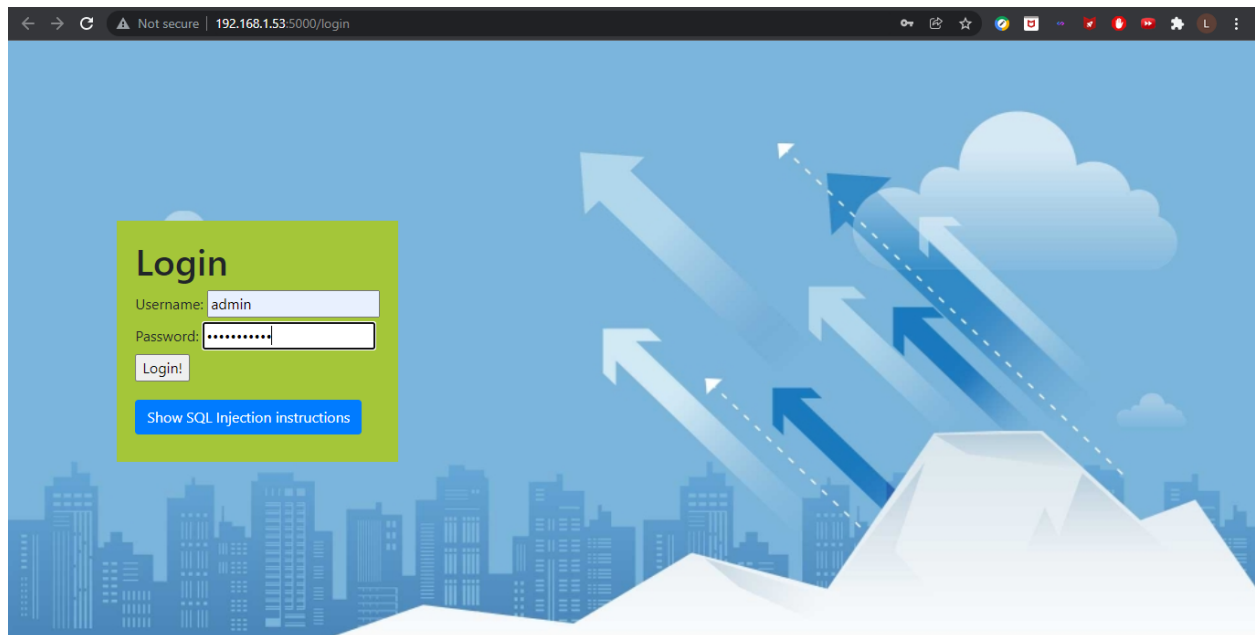 Not secure | 192.168.1.53:5000/login
L
Login
Username: admin
Password: •••••••••••
Login!
Show SQL Injection instructions